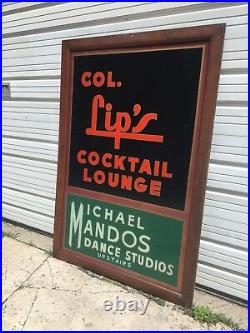 COL.
Lip's
COCKTAIL
LOUNGE
MICHAEL
MANDOS
DANCE STUDIOS
UPSTAIRS